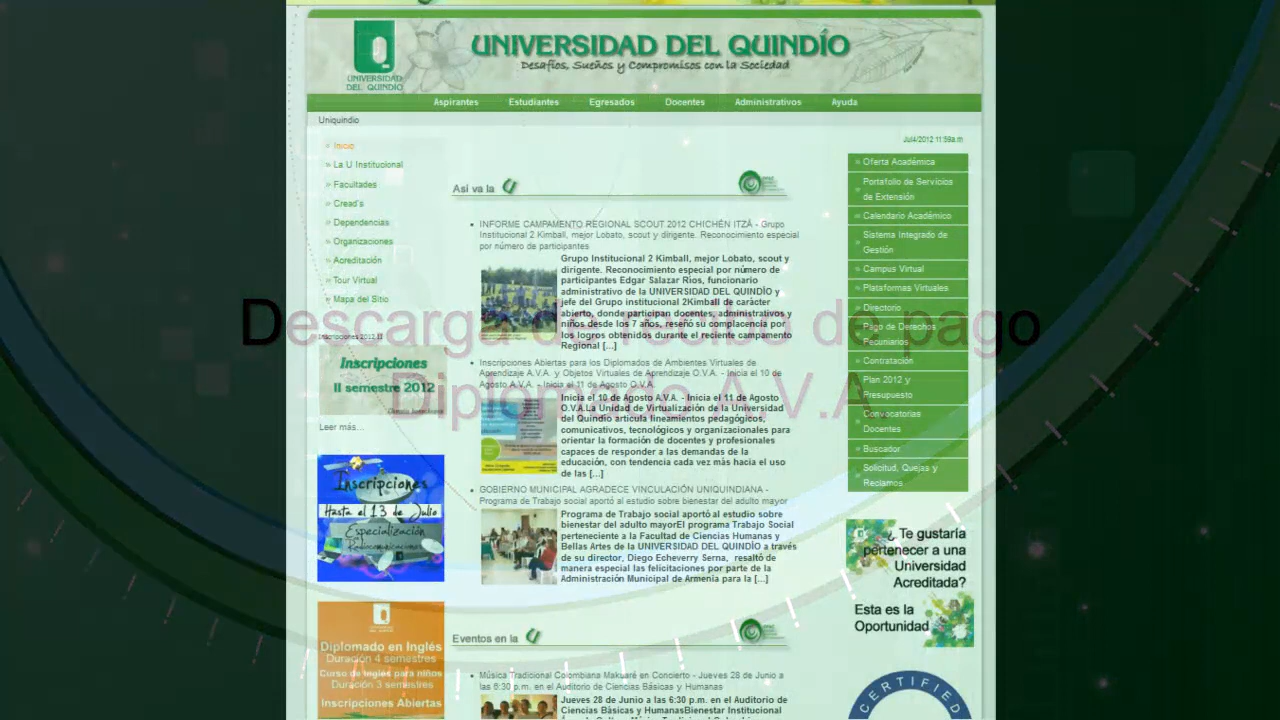 UNIVERSIDAD DEL QUINDÍO
Desafíos, Sueños y Compromisos con la Sociedad
UNIVERSIDAD
DEL QUINDIO
Aspirantes Estudiantes Egresados Docentes Administrativos Ayuda
Uniquindio
Jul4/2012 11:59a.m
» Inicio
» La U Institucional
» Facultades
» Cread's
» Dependencias
» Organizaciones
» Acreditación
» Tour Virtual
» Mapa del Sitio
Inscripciones 2012 II
Inscripciones
II semestre 2012
Leer más...
Inscripciones
Hasta el 13 de Julio
Especialización
Radiocomunicaciones
Diplomado en Inglés
Duración 4 semestres
Curso de inglés para niños
Duración 3 semestres
Inscripciones Abiertas
Descarga de recibo de pago
Diplomado A.V.A.
Asi va la U
INFORME CAMPAMENTO REGIONAL SCOUT 2012 CHICHÉN ITZÁ - Grupo
Institucional 2 Kimball, mejor Lobato, scout y dirigente. Reconocimiento especial
por número de participantes
Grupo Institucional 2 Kimball, mejor Lobato, scout y
dirigente. Reconocimiento especial por número de
participantes Edgar Salazar Ríos, funcionario
administrativo de la UNIVERSIDAD DEL QUINDÍO y
jefe del Grupo institucional 2Kimball de carácter
abierto, donde participan docentes, administrativos y
niños desde los 7 años, reseñó su complacencia por
los logros obtenidos durante el reciente campamento
Regional [...]
Inscripciones Abiertas para los Diplomados de Ambientes Virtuales de
Aprendizaje A.V.A. y Objetos Virtuales de Aprendizaje O.V.A. - Inicia el 10 de
Agosto A.V.A. - Inicia el 11 de Agosto O.V.A.
Inicia el 10 de Agosto A.V.A. - Inicia el 11 de Agosto
O.V.A.La Unidad de Virtualización de la Universidad
del Quindío articula lineamientos pedagógicos,
comunicativos, tecnológicos y organizacionales para
orientar la formación de docentes y profesionales
capaces de responder a las demandas de la
educación, con tendencia cada vez más hacia el uso
de las [...]
GOBIERNO MUNICIPAL AGRADECE VINCULACIÓN UNIQUINDIANA -
Programa de Trabajo social aportó al estudio sobre bienestar del adulto mayor
Programa de Trabajo social aportó al estudio sobre
bienestar del adulto mayorEl programa Trabajo Social
perteneciente a la Facultad de Ciencias Humanas y
Bellas Artes de la UNIVERSIDAD DEL QUINDÍO a través
de su director, Diego Echeverry Serna, resaltó de
manera especial las felicitaciones por parte de la
Administración Municipal de Armenia para la [...]
Eventos en la U
Música Tradicional Colombiana Makuaré en Concierto - Jueves 28 de Junio a
las 6:30 p.m. en el Auditorio de Ciencias Básicas y Humanas
Jueves 28 de Junio a las 6:30 p.m. en el Auditorio de
Ciencias Básicas y HumanasBienestar Institucional
» Oferta Académica
» Portafolio de Servicios
de Extensión
» Calendario Académico
» Sistema Integrado de
Gestión
» Campus Virtual
» Plataformas Virtuales
» Directorio
» Pago de Derechos
Pecuniarios
» Contratación
» Plan 2012 y
Presupuesto
» Convocatorias
Docentes
» Buscador
» Solicitud, Quejas y
Reclamos
¿ Te gustaría
pertenecer a una
Universidad
Acreditada?
Esta es la
Oportunidad
CERTIFIED